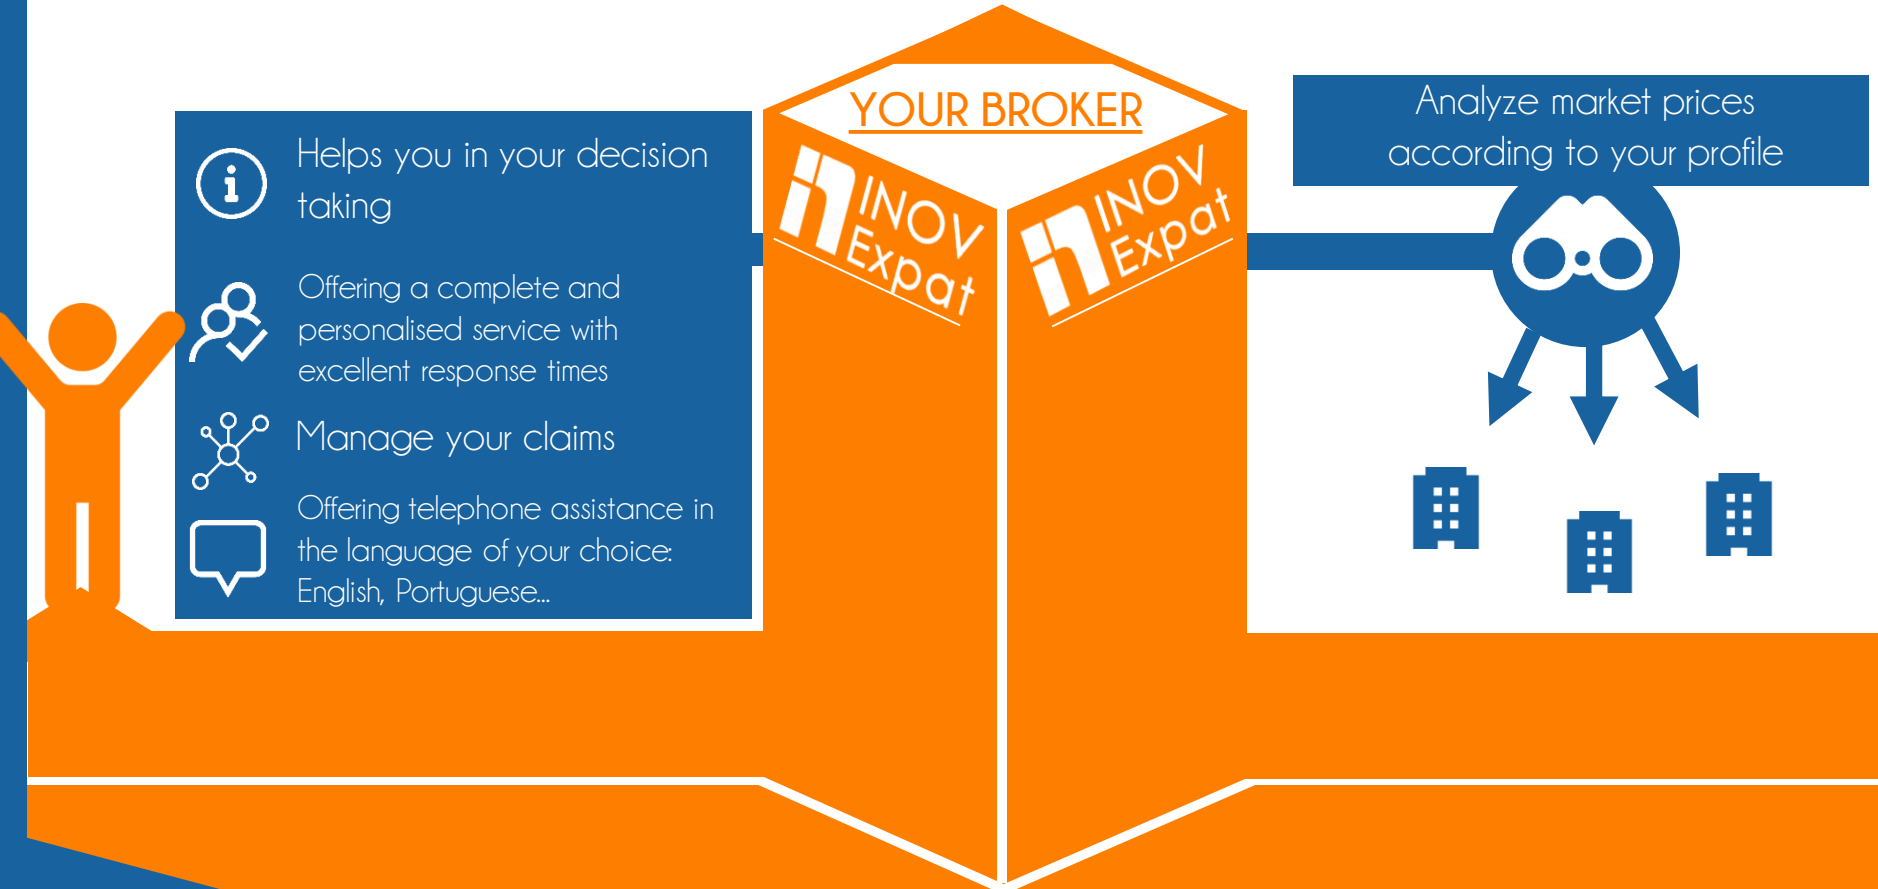 YOUR BROKER
INOV
Expat
INOV
Expat
Helps you in your decision
taking
Offering a complete and
personalised service with
excellent response times
Manage your claims
Offering telephone assistance in
the language of your choice:
English, Portuguese...
Analyze market prices
according to your profile